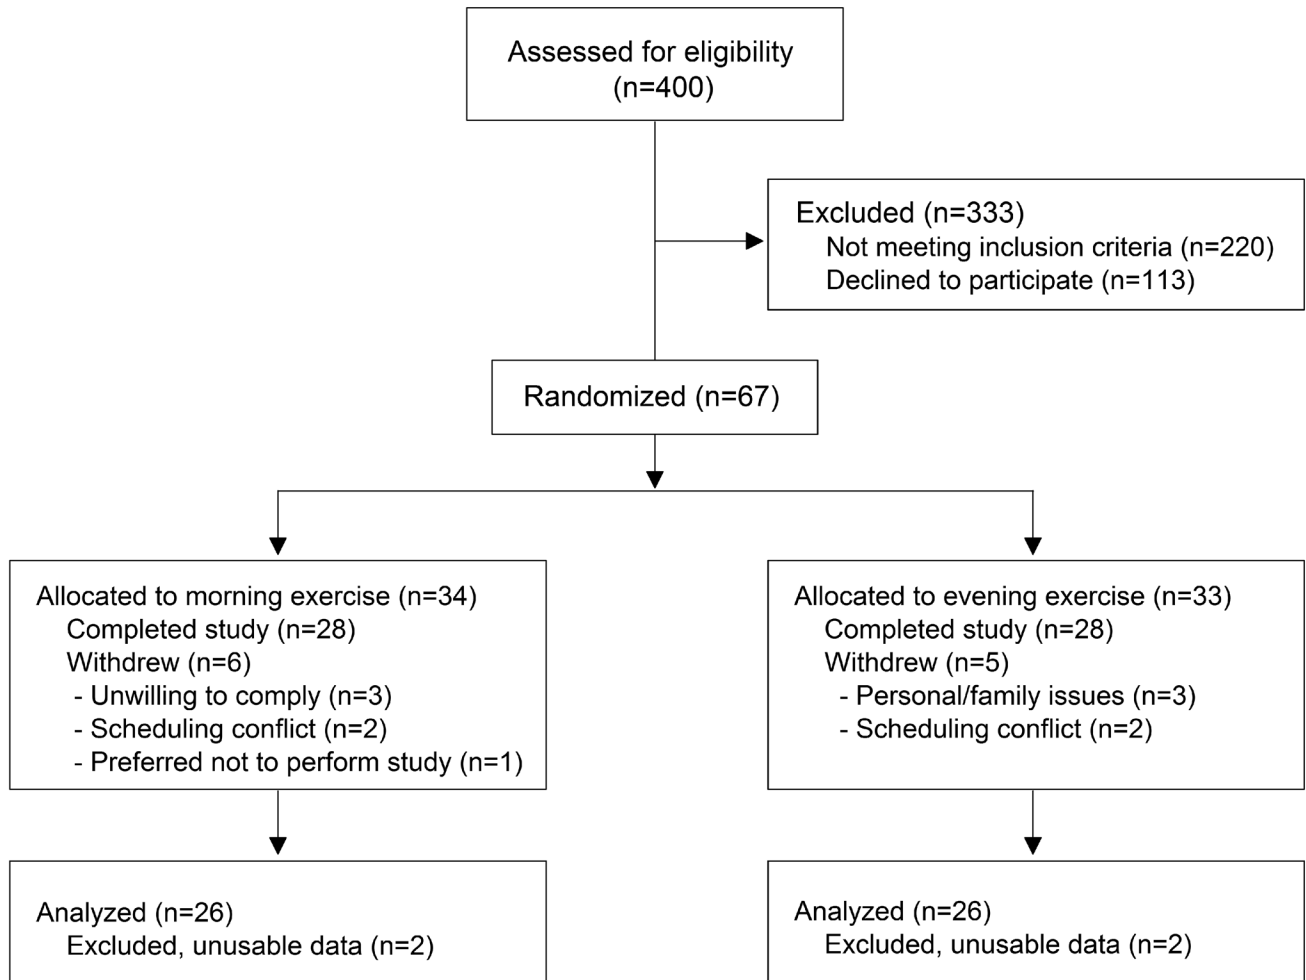 Assessed for eligibility
(n=400)
Excluded (n=333)
Not meeting inclusion criteria (n=220)
Declined to participate (n=113)
Randomized (n=67)
Allocated to morning exercise (n=34)
Completed study (n=28)
Withdrew (n=6)
- Unwilling to comply (n=3)
- Scheduling conflict (n=2)
- Preferred not to perform study (n=1)
Allocated to evening exercise (n=33)
Completed study (n=28)
Withdrew (n=5)
- Personal/family issues (n=3)
- Scheduling conflict (n=2)
Analyzed (n=26)
Excluded, unusable data (n=2)
Analyzed (n=26)
Excluded, unusable data (n=2)